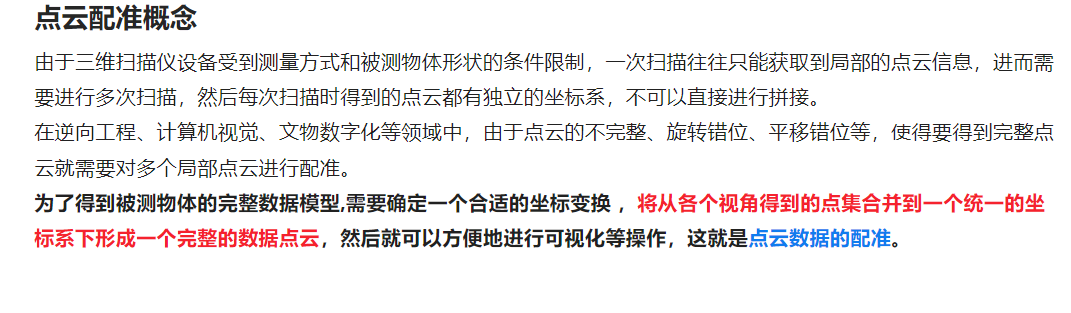 点云配准概念
由于三维扫描仪设备受到测量方式和被测物体形状的条件限制，一次扫描往往只能获取到局部的点云信息，进而需
要进行多次扫描，然后每次扫描时得到的点云都有独立的坐标系，不可以直接进行拼接。
在逆向工程、计算机视觉、文物数字化等领域中，由于点云的不完整、旋转错位、平移错位等，使得要得到完整点
云就需要对多个局部点云进行配准。
为了得到被测物体的完整数据模型,需要确定一个合适的坐标变换 ，将从各个视角得到的点集合并到一个统一的坐
标系下形成一个完整的数据点云，然后就可以方便地进行可视化等操作，这就是点云数据的配准。